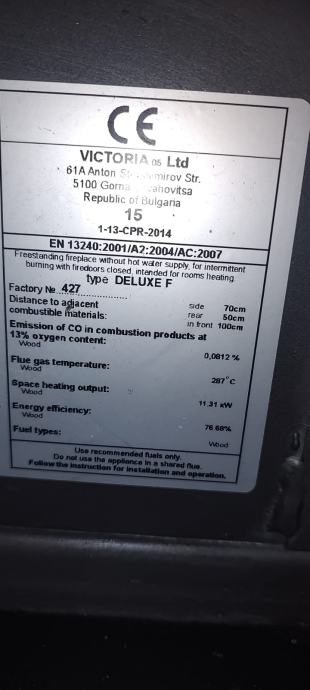 CE
VICTORIA 05 Ltd
61A Anton Str.
5100 Gorna
Republic of Bulgaria
15
1-13-CPR-2014
EN 13240:2001/A2:2004/AC:2007
Freestanding fireplace without hot water supply, for intermittent
burning with firedoors closed, intended for rooms heating.
type DELUXE F
Factory № 427
Distance to adjacent side 70cm
combustible materials: rear 50cm
in front 100cm
Emission of CO in combustion products at
13% oxygen content: 0,0812 %
Wood
Flue gas temperature: 287°C
Wood
Space heating output: 11.31 kW
Wood
Energy efficiency: 76.68%
Wood
Fuel types: Wood
Use recommended fuels only.
Do not use the appliance in a shared flue.
Follow the instruction for installation and operation.